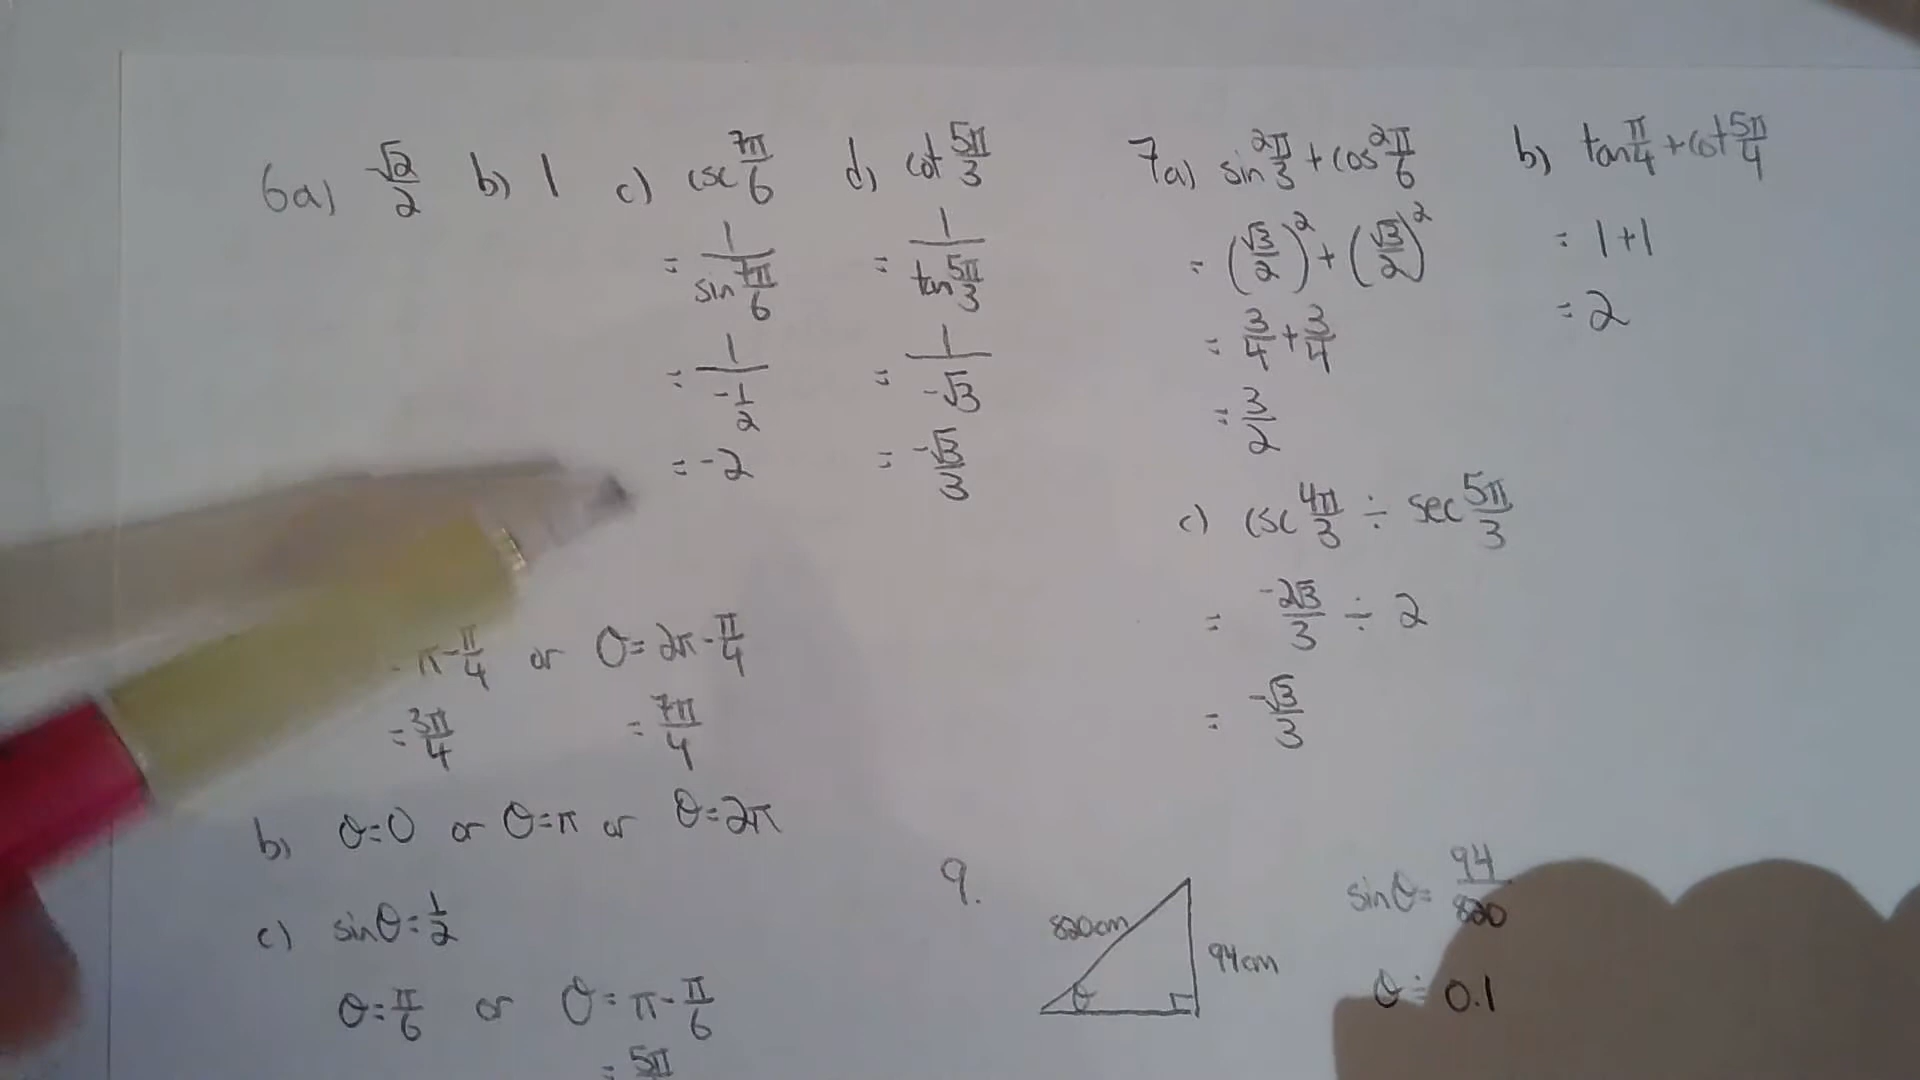 6a) √2/2 b) 1 c) csc 7π/6 d) cot 5π/3
= 1/sin 7π/6 = 1/tan 5π/3
= 1/-1/2 = 1/-√3
= -2 = -√3/3
π - π/4 or θ = 2π - π/4
= 3π/4 = 7π/4
b) θ = 0 or θ = π or θ = 2π
c) sinθ = 1/2
θ = π/6 or θ = π - π/6
= 5π
7a) sin² π/3 + cos² π/6 b) tan π/4 + cot 5π/4
= (√3/2)² + (√3/2)² = 1+1
= 3/4 + 3/4 = 2
= 3/2
c) csc 4π/3 ÷ sec 5π/3
= -2√3/3 ÷ 2
= -√3/3
9. 820cm 94cm θ
sinθ = 94/820
θ ≐ 0.1